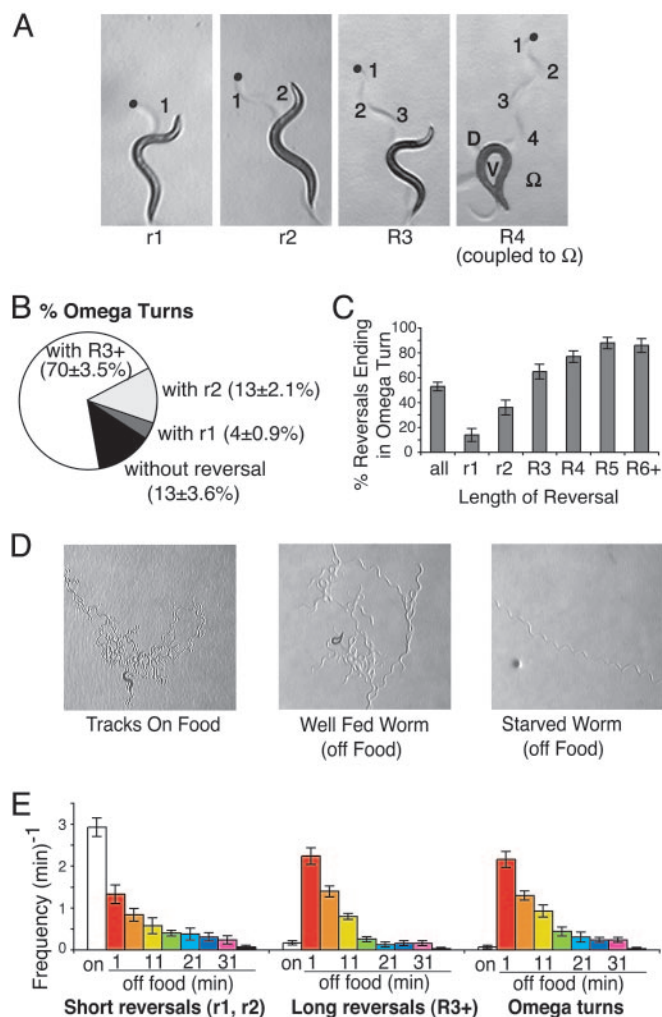 A
1
1
2
1
2
3
1
2
3
4
D
V
Ω
r1
r2
R3
R4
(coupled to Ω)
B
% Omega Turns
with R3+
(70±3.5%)
with r2 (13±2.1%)
with r1 (4±0.9%)
without reversal
(13±3.6%)
C
% Reversals Ending
in Omega Turn
100
80
60
40
20
0
all r1 r2 R3 R4 R5 R6+
Length of Reversal
D
Tracks On Food
Well Fed Worm
(off Food)
Starved Worm
(off Food)
E
Frequency (min)-1
3
2
1
0
on 1 11 21 31
off food (min)
Short reversals (r1, r2)
on 1 11 21 31
off food (min)
Long reversals (R3+)
on 1 11 21 31
off food (min)
Omega turns